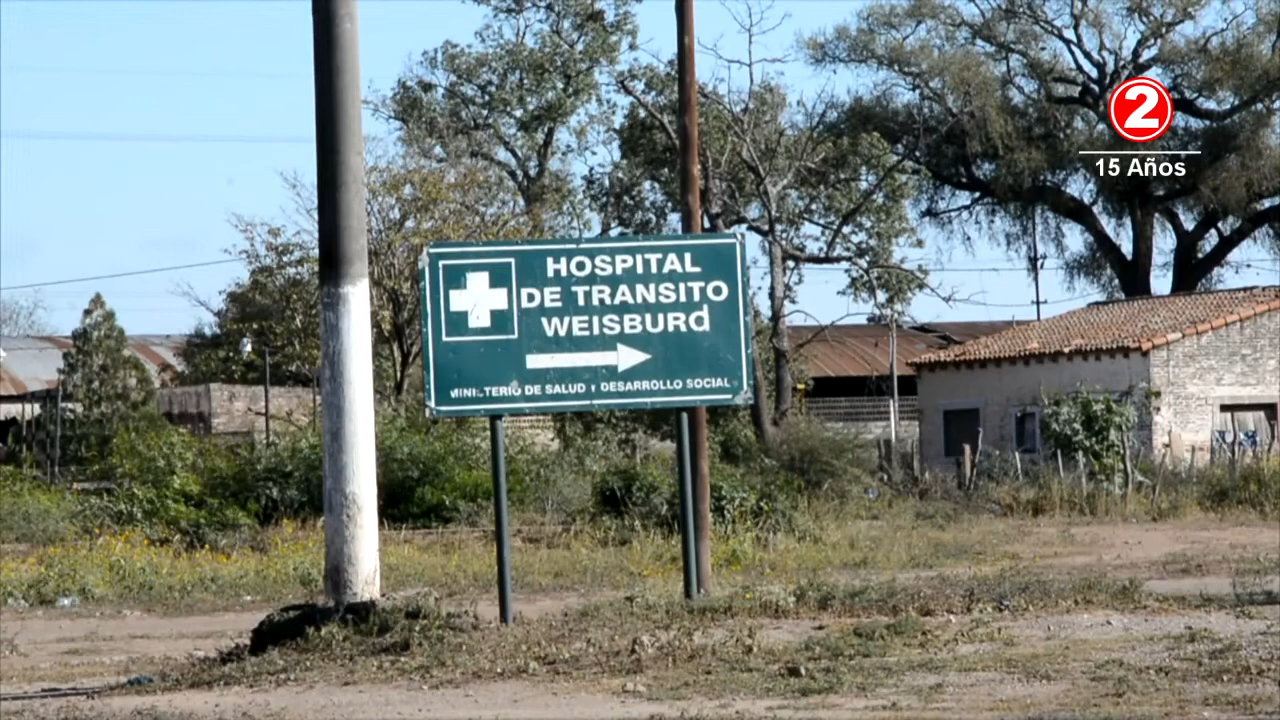 HOSPITAL
DE TRANSITO
WEISBURd
MINISTERIO DE SALUD Y DESARROLLO SOCIAL
2
15 Años